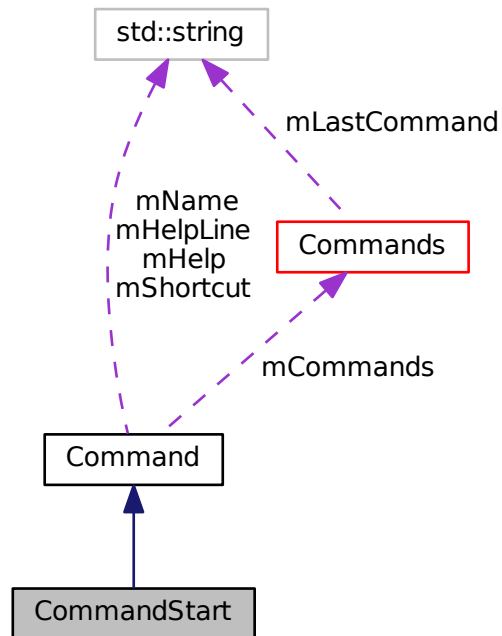 std::string
mLastCommand
mName
mHelpLine
mHelp
mShortcut
Commands
mCommands
Command
CommandStart